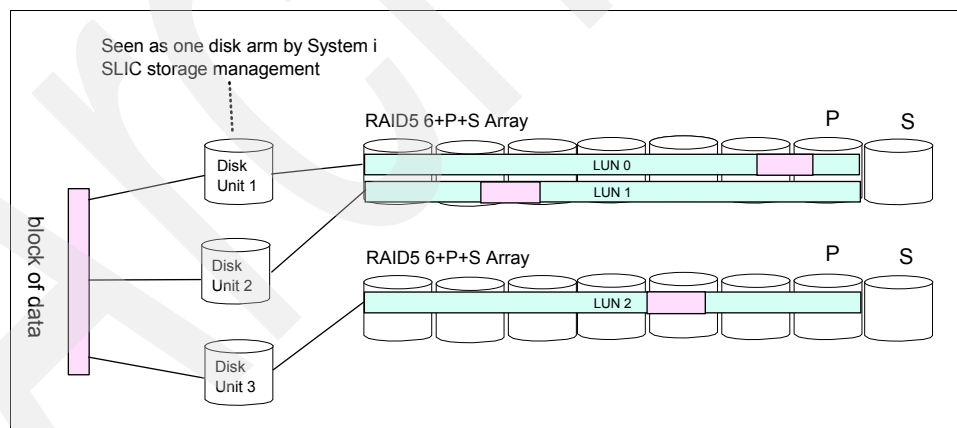 Seen as one disk arm by System i
SLIC storage management
RAID5 6+P+S Array
P
S
Disk
Unit 1
LUN 0
LUN 1
block of data
Disk
Unit 2
RAID5 6+P+S Array
P
S
LUN 2
Disk
Unit 3